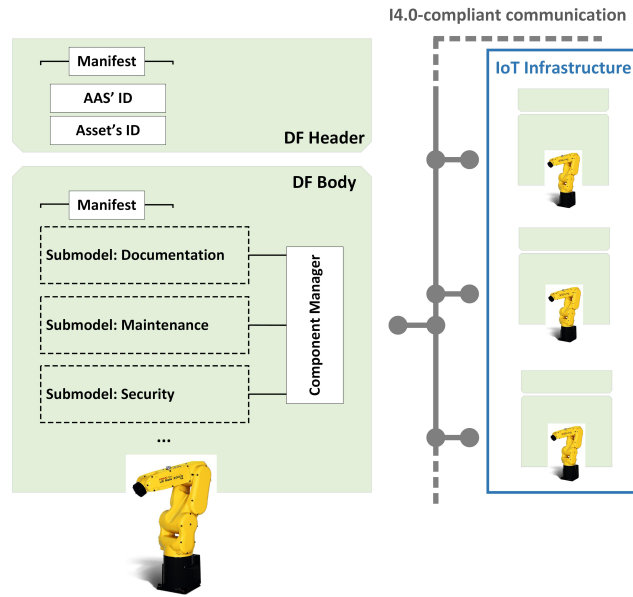 I4.0-compliant communication
Manifest
AAS' ID
Asset's ID
DF Header
DF Body
Manifest
Submodel: Documentation
Submodel: Maintenance
Submodel: Security
...
Component Manager
IoT Infrastructure